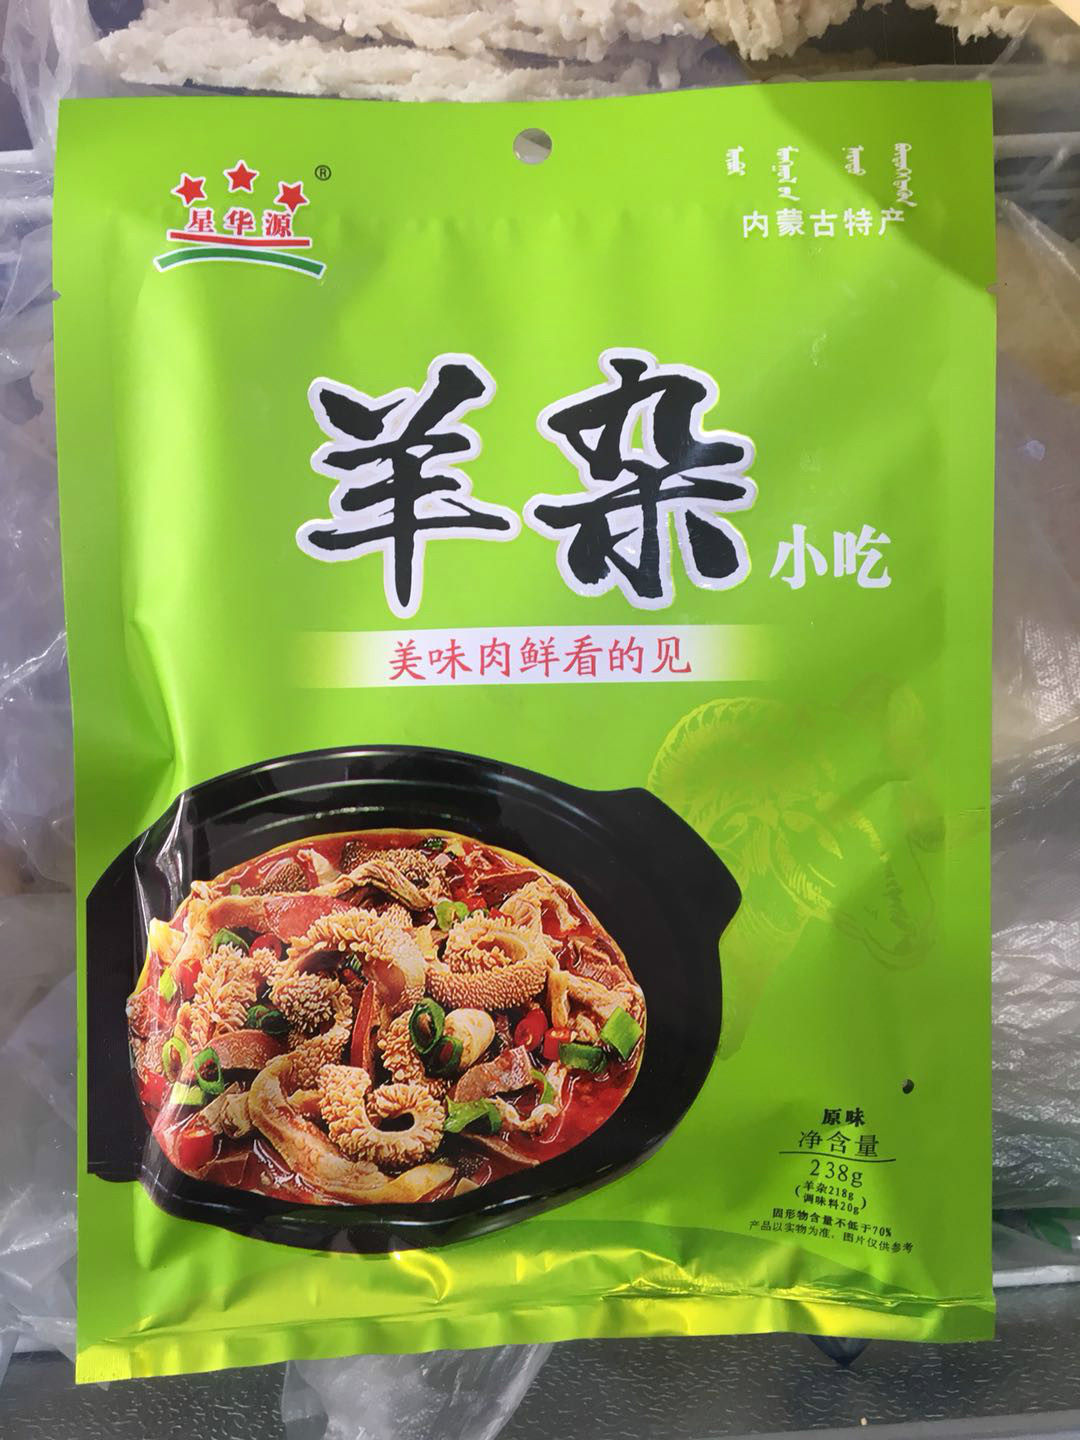 星华源
®
内蒙古特产
羊杂
小吃
美味肉鲜看的见
原味
净含量
238g
(羊杂218g
调味料20g)
固形物含量不低于70%
产品以实物为准，图片仅供参考